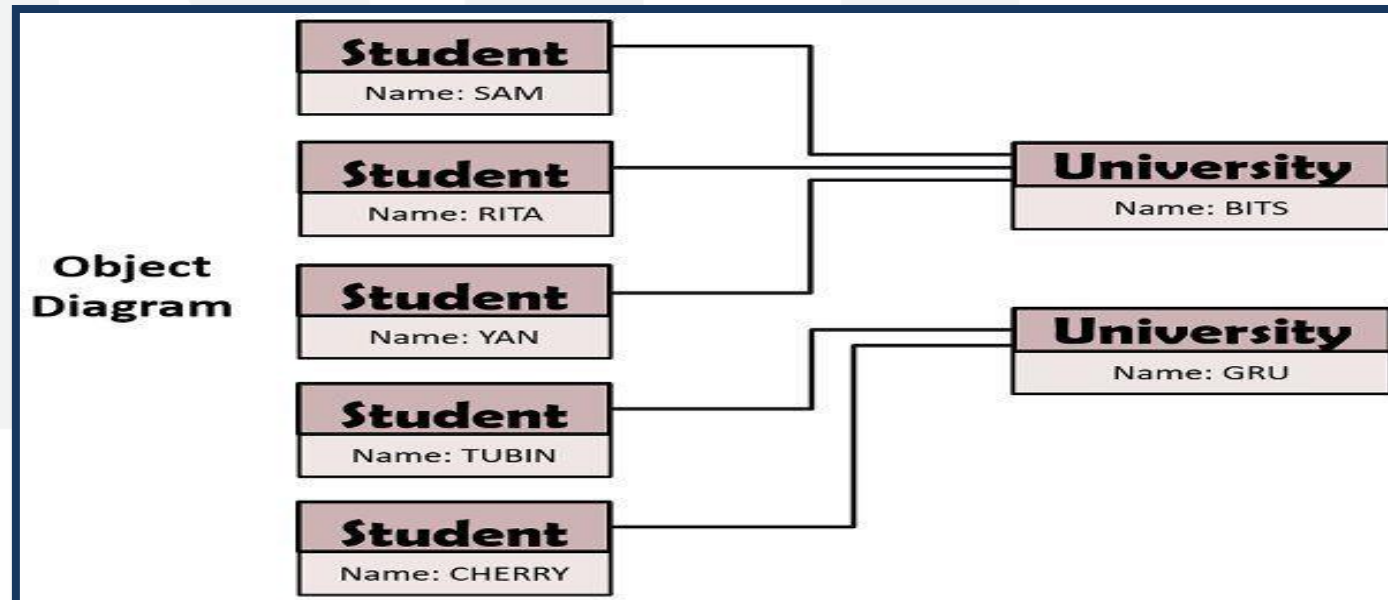 Object
Diagram
Student
Name: SAM
Student
Name: RITA
Student
Name: YAN
Student
Name: TUBIN
Student
Name: CHERRY
University
Name: BITS
University
Name: GRU